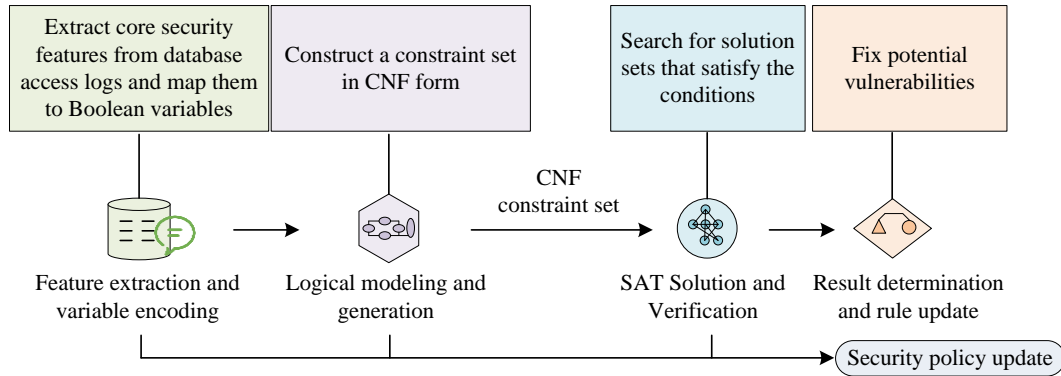 Extract core security
features from database
access logs and map them
to Boolean variables
Construct a constraint set
in CNF form
Search for solution
sets that satisfy the
conditions
Fix potential
vulnerabilities
CNF
constraint set
Feature extraction and
variable encoding
Logical modeling and
generation
SAT Solution and
Verification
Result determination
and rule update
Security policy update